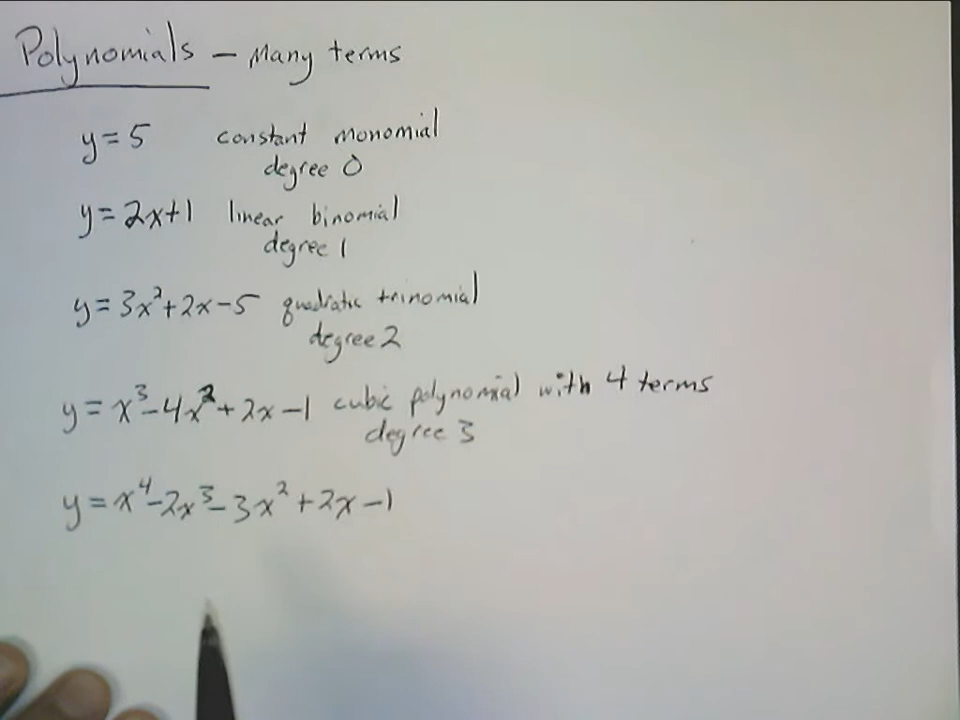 Polynomials - Many terms
y = 5 constant monomial
degree 0
y = 2x+1 linear binomial
degree 1
y = 3x²+2x-5 quadratic trinomial
degree 2
y = x³-4x²+2x-1 cubic polynomial with 4 terms
degree 3
y = x⁴-2x³-3x²+2x-1